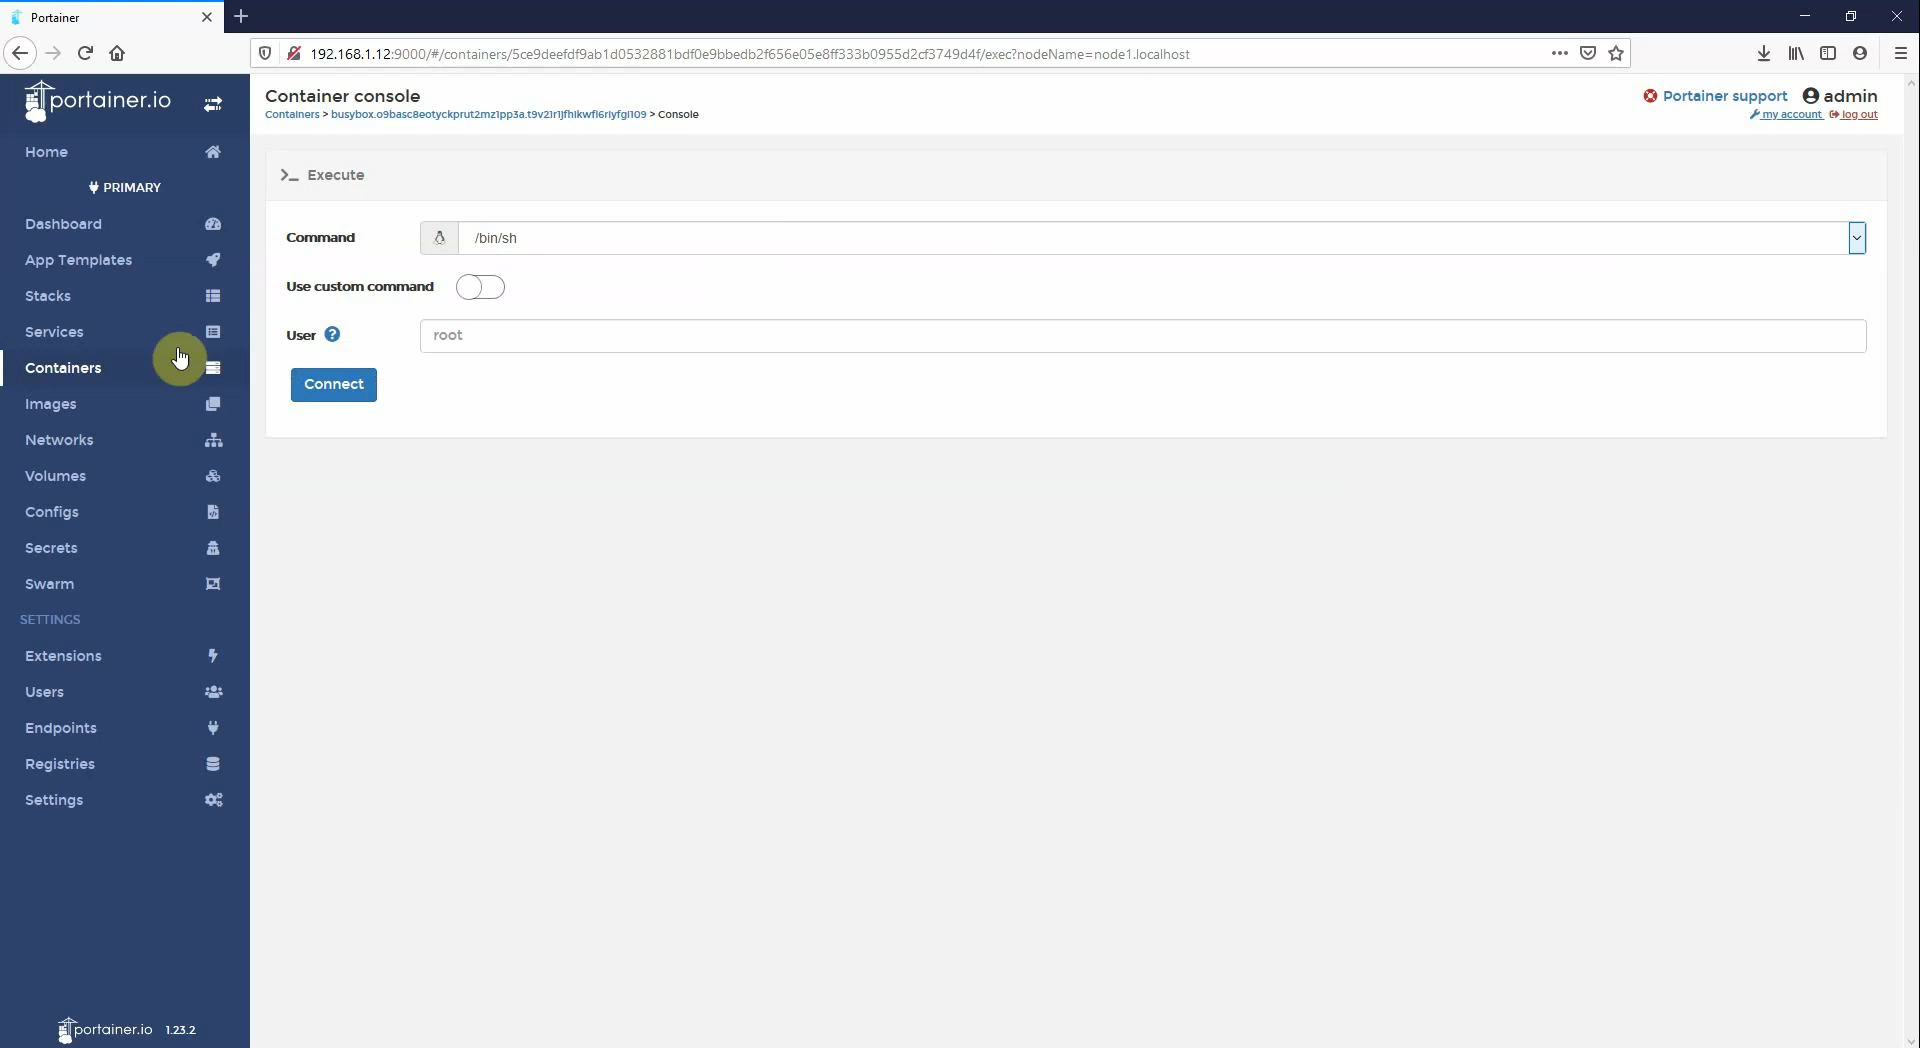 Portainer
192.168.1.12:9000/#/containers/5ce9deefdf9ab1d0532881bdf0e9bbedb2f656e05e8ff333b0955d2cf3749d4f/exec?nodeName=node1.localhost
portainer.io
Container console
Portainer support
admin
Containers > > Console
my account
log out
Home
PRIMARY
Dashboard
App Templates
Stacks
Services
Containers
Images
Networks
Volumes
Configs
Secrets
Swarm
SETTINGS
Extensions
Users
Endpoints
Registries
Settings
portainer.io 1.23.2
Execute
Command
/bin/sh
Use custom command
User
root
Connect